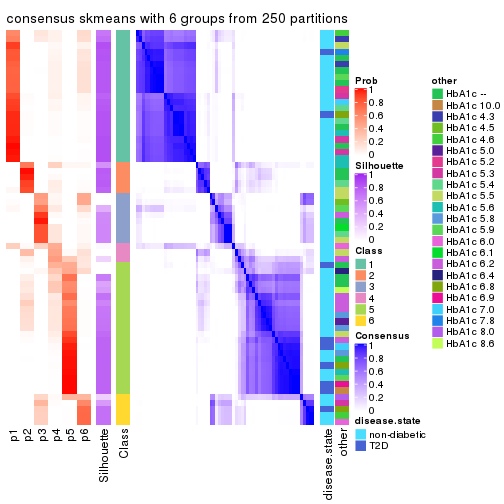 consensus skmeans with 6 groups from 250 partitions
p1
p2
p3
p4
p5
p6
Silhouette
Class
disease.state
other
Prob
1
0.8
0.6
0.4
0.2
0
Silhouette
1
0.8
0.6
0.4
0.2
0
Class
1
2
3
4
5
6
Consensus
1
0.8
0.6
0.4
0.2
0
disease.state
non-diabetic
T2D
other
HbA1c --
HbA1c 10.0
HbA1c 4.3
HbA1c 4.5
HbA1c 4.6
HbA1c 5.0
HbA1c 5.2
HbA1c 5.3
HbA1c 5.4
HbA1c 5.5
HbA1c 5.6
HbA1c 5.8
HbA1c 5.9
HbA1c 6.0
HbA1c 6.1
HbA1c 6.2
HbA1c 6.4
HbA1c 6.8
HbA1c 6.9
HbA1c 7.0
HbA1c 7.8
HbA1c 8.0
HbA1c 8.6